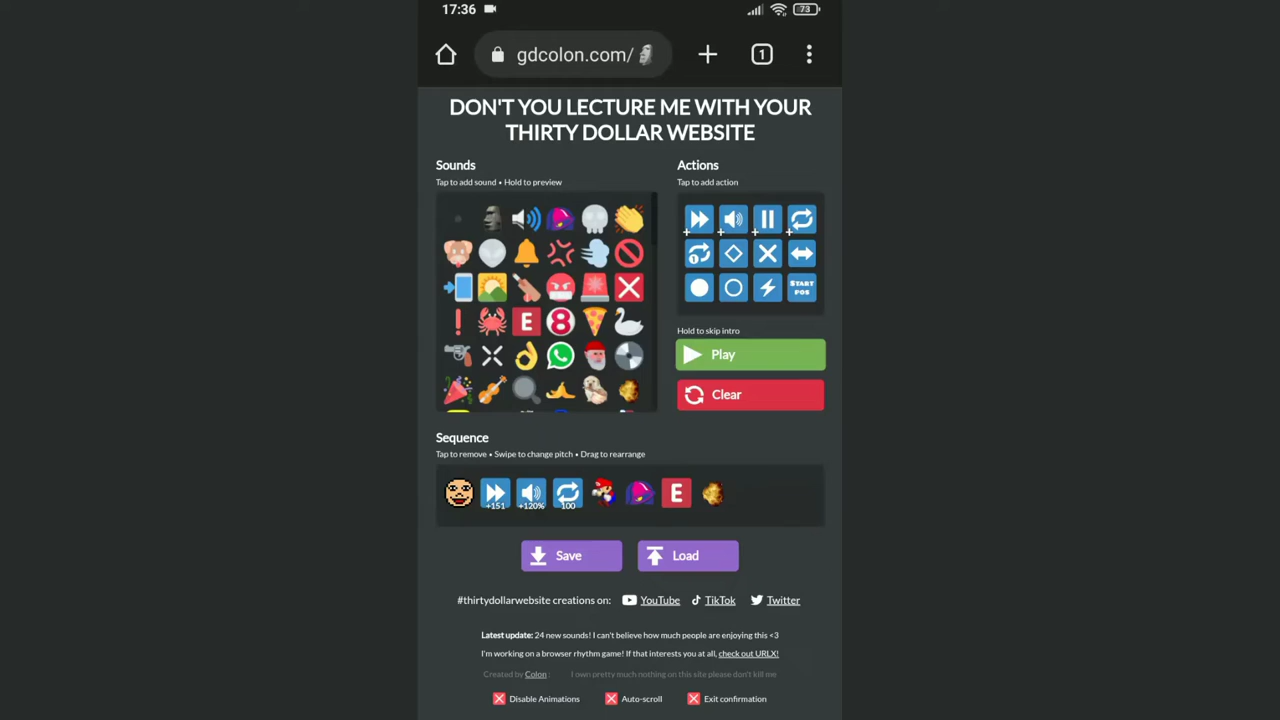 17:36
73
gdcolon.com/🗿
1
DON'T YOU LECTURE ME WITH YOUR
THIRTY DOLLAR WEBSITE
Sounds
Tap to add sound • Hold to preview
Actions
Tap to add action
+ + + +
1
START
POS
E 8
Hold to skip intro
Play
Clear
Sequence
Tap to remove • Swipe to change pitch • Drag to rearrange
+151 +120% 100 E
Save Load
#thirtydollarwebsite creations on: YouTube TikTok Twitter
Latest update: 24 new sounds! I can't believe how much people are enjoying this <3
I'm working on a browser rhythm game! If that interests you at all, check out URLX!
Created by Colon : I own pretty much nothing on this site please don't kill me
Disable Animations Auto-scroll Exit confirmation